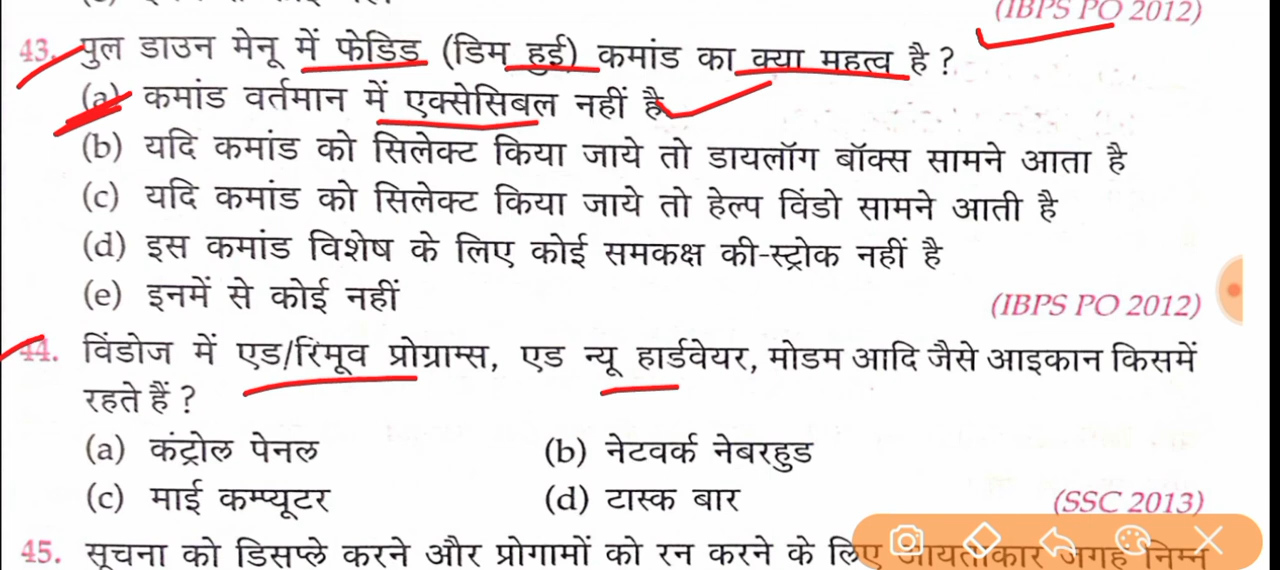 (IBPS PO 2012)
43. पुल डाउन मेनू में फेडिड (डिम हुई) कमांड का क्या महत्व है ?
(a) कमांड वर्तमान में एक्सेसिबल नहीं है
(b) यदि कमांड को सिलेक्ट किया जाये तो डायलॉग बॉक्स सामने आता है
(c) यदि कमांड को सिलेक्ट किया जाये तो हेल्प विंडो सामने आती है
(d) इस कमांड विशेष के लिए कोई समकक्ष की-स्ट्रोक नहीं है
(e) इनमें से कोई नहीं (IBPS PO 2012)
44. विंडोज में एड/रिमूव प्रोग्राम्स, एड न्यू हार्डवेयर, मोडम आदि जैसे आइकान किसमें
रहते हैं ?
(a) कंट्रोल पेनल (b) नेटवर्क नेबरहुड
(c) माई कम्प्यूटर (d) टास्क बार (SSC 2013)
45. सूचना को डिसप्ले करने और प्रोगामों को रन करने के लिए आयताकार जगह निम्न